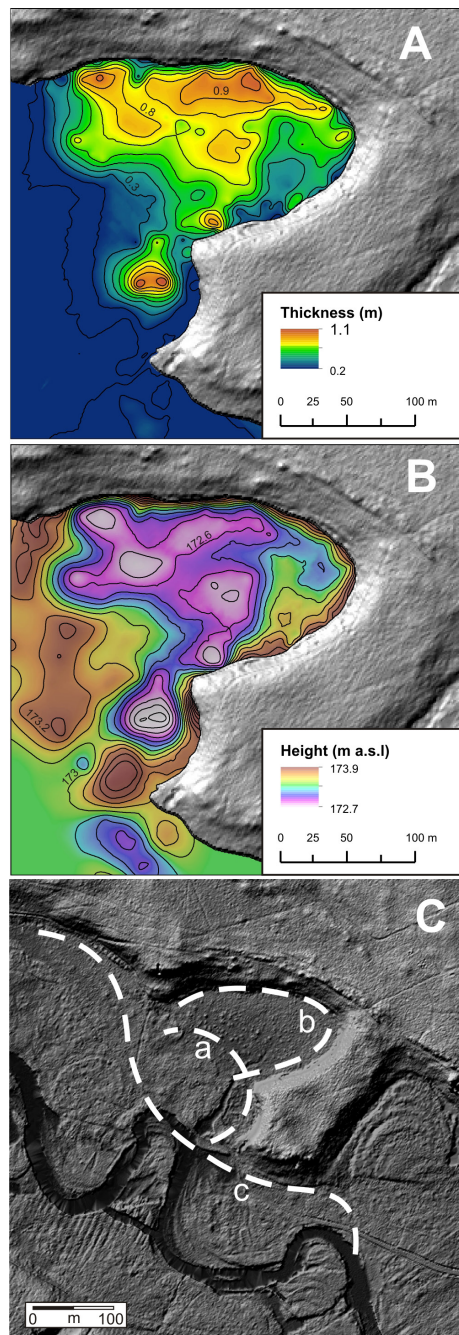 A
0.9
0.8
0.3
Thickness (m)
1.1
0.2
0 25 50 100 m
B
172.6
173.2
173
Height (m a.s.l)
173.9
172.7
0 25 50 100 m
C
b
a
c
0 m 100